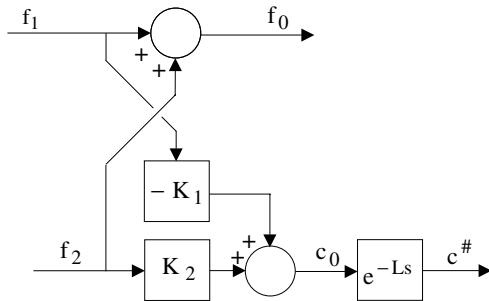 f₁
f₀
+
+
− K₁
+
f₂
K₂
+
c₀
e⁻ᴸˢ
c#